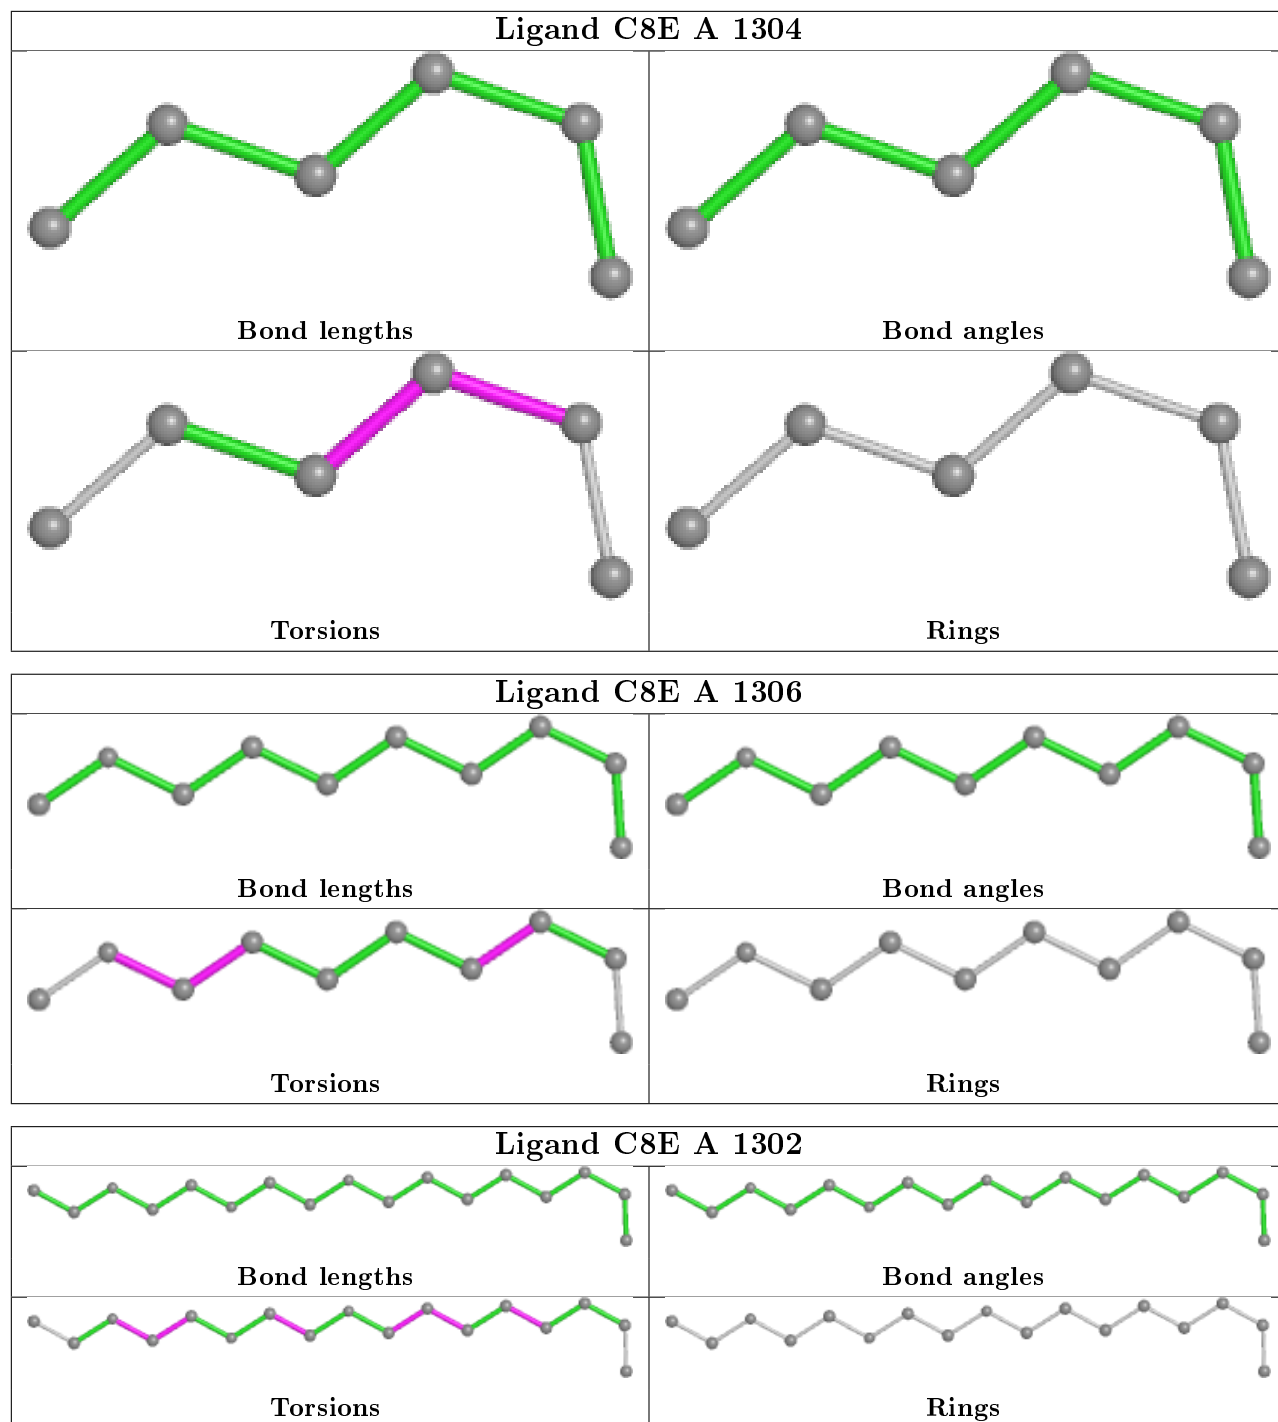 Ligand C8E A 1304
Bond lengths
Bond angles
Torsions
Rings
Ligand C8E A 1306
Bond lengths
Bond angles
Torsions
Rings
Ligand C8E A 1302
Bond lengths
Bond angles
Torsions
Rings